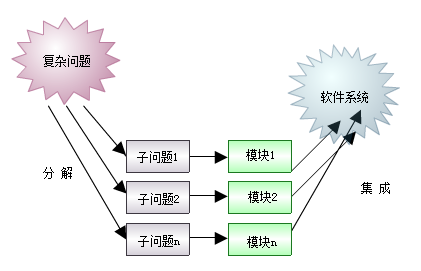 复杂问题
软件系统
子问题1
模块1
分 解
子问题2
模块2
集 成
子问题n
模块n